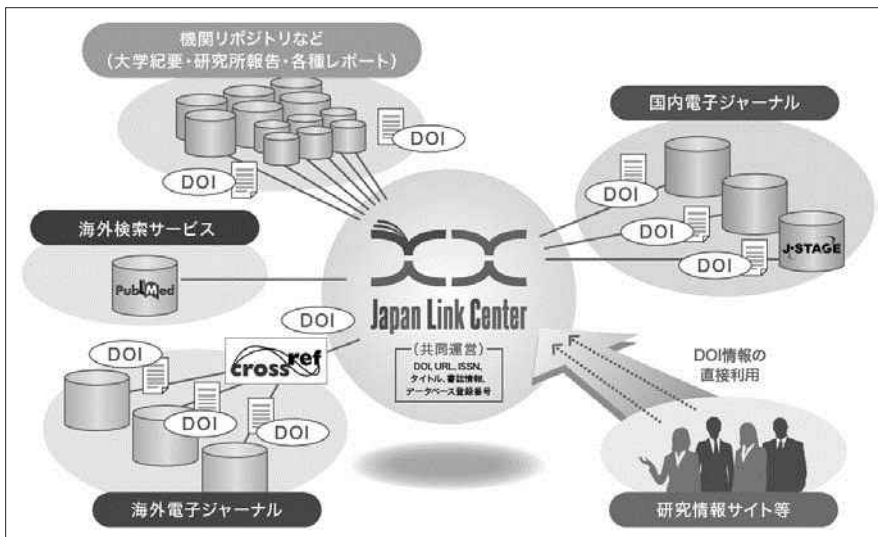 機関リポジトリなど
（大学紀要・研究所報告・各種レポート）
DOI
DOI
国内電子ジャーナル
DOI
DOI
DOI
J-STAGE
海外検索サービス
PubMed
DOI
Japan Link Center
（共同運営）
DOI, URL, ISSN,
タイトル、書誌情報、
データベース登録番号
crossref
DOI
DOI
DOI
海外電子ジャーナル
DOI情報の
直接利用
研究情報サイト等